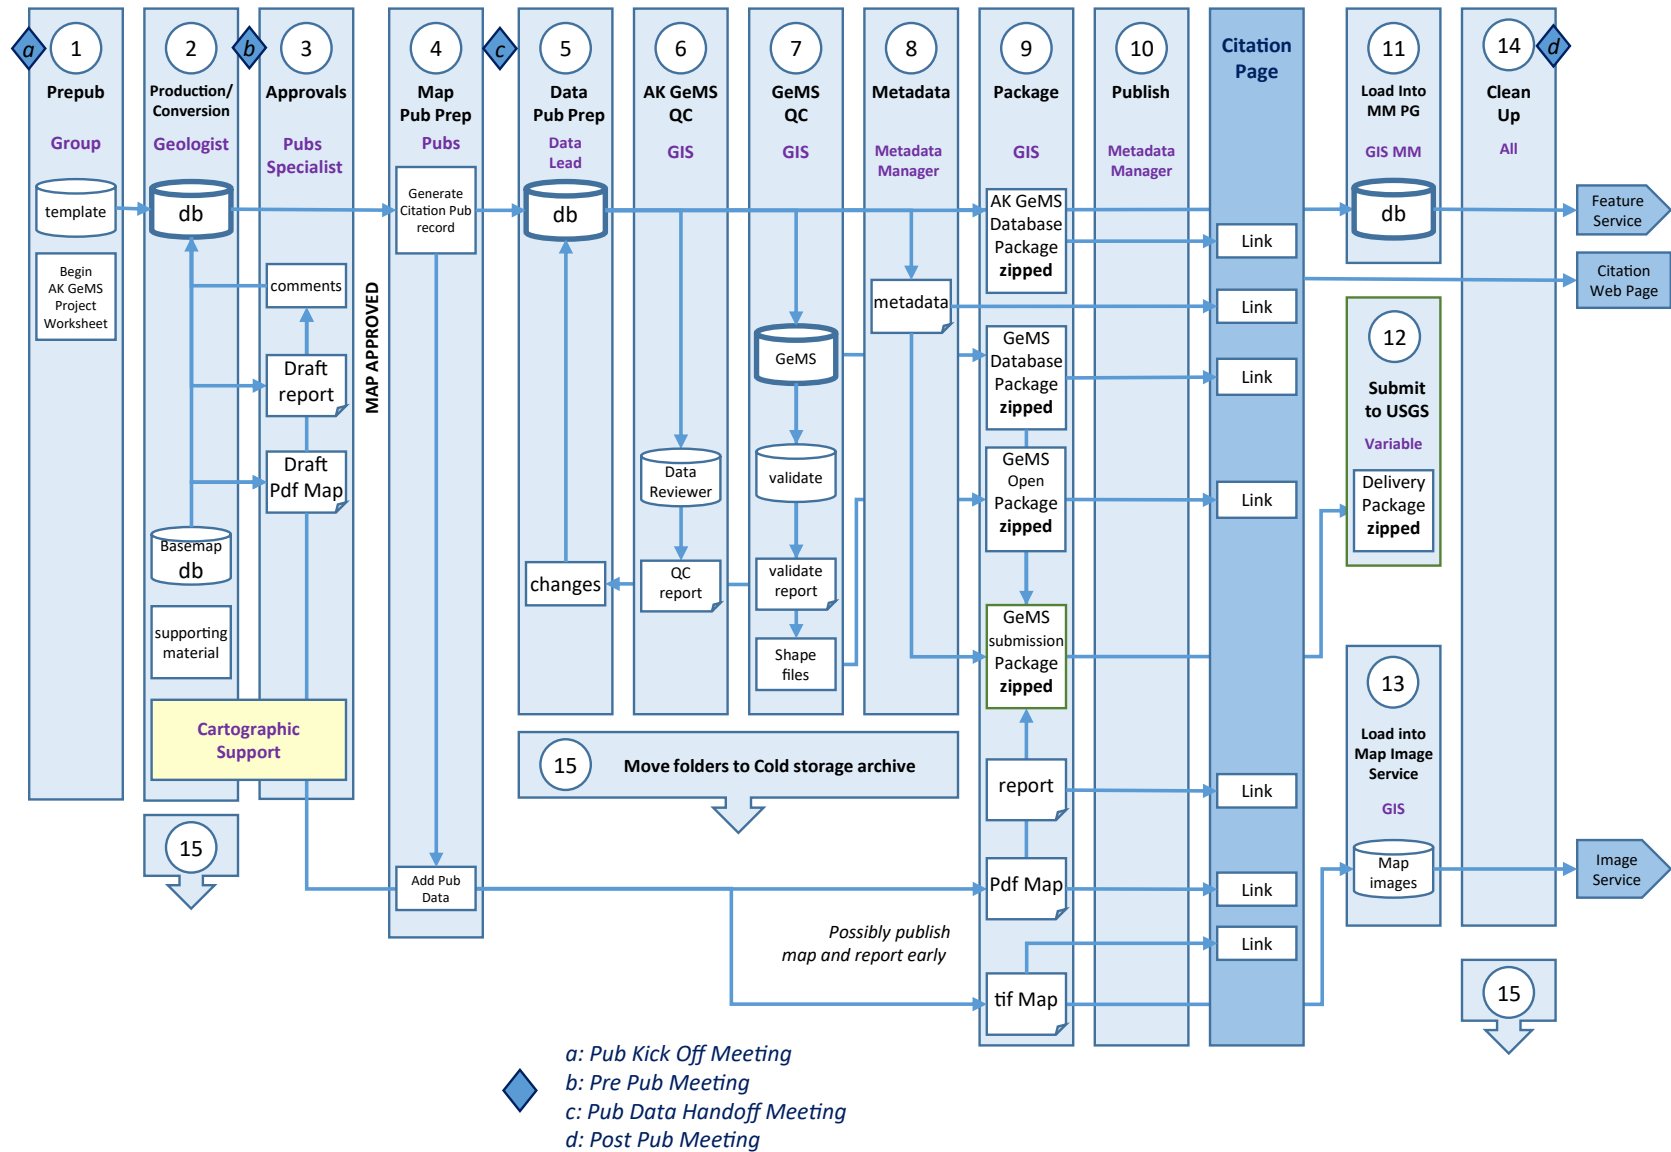 a
1
Prepub
Group
template
Begin
AK GeMS
Project
Worksheet
2
Production/
Conversion
Geologist
db
Basemap
db
supporting
material
Cartographic
Support
15
b
3
Approvals
Pubs
Specialist
comments
Draft
report
Draft
Pdf Map
MAP APPROVED
4
Map
Pub Prep
Pubs
Generate
Citation Pub
record
Add Pub
Data
c
5
Data
Pub Prep
Data
Lead
db
changes
6
AK GeMS
QC
GIS
Data
Reviewer
QC
report
7
GeMS
QC
GIS
GeMS
validate
validate
report
Shape
files
8
Metadata
Metadata
Manager
metadata
15
Move folders to Cold storage archive
Possibly publish
map and report early
9
Package
GIS
AK GeMS
Database
Package
zipped
GeMS
Database
Package
zipped
GeMS
Open
Package
zipped
GeMS
submission
Package
zipped
report
Pdf Map
tif Map
10
Publish
Metadata
Manager
Citation
Page
Link
Link
Link
Link
Link
Link
Link
11
Load Into
MM PG
GIS MM
db
12
Submit
to USGS
Variable
Delivery
Package
zipped
13
Load into
Map Image
Service
GIS
Map
images
14
d
Clean
Up
All
15
Feature
Service
Citation
Web Page
Image
Service
a: Pub Kick Off Meeting
b: Pre Pub Meeting
c: Pub Data Handoff Meeting
d: Post Pub Meeting